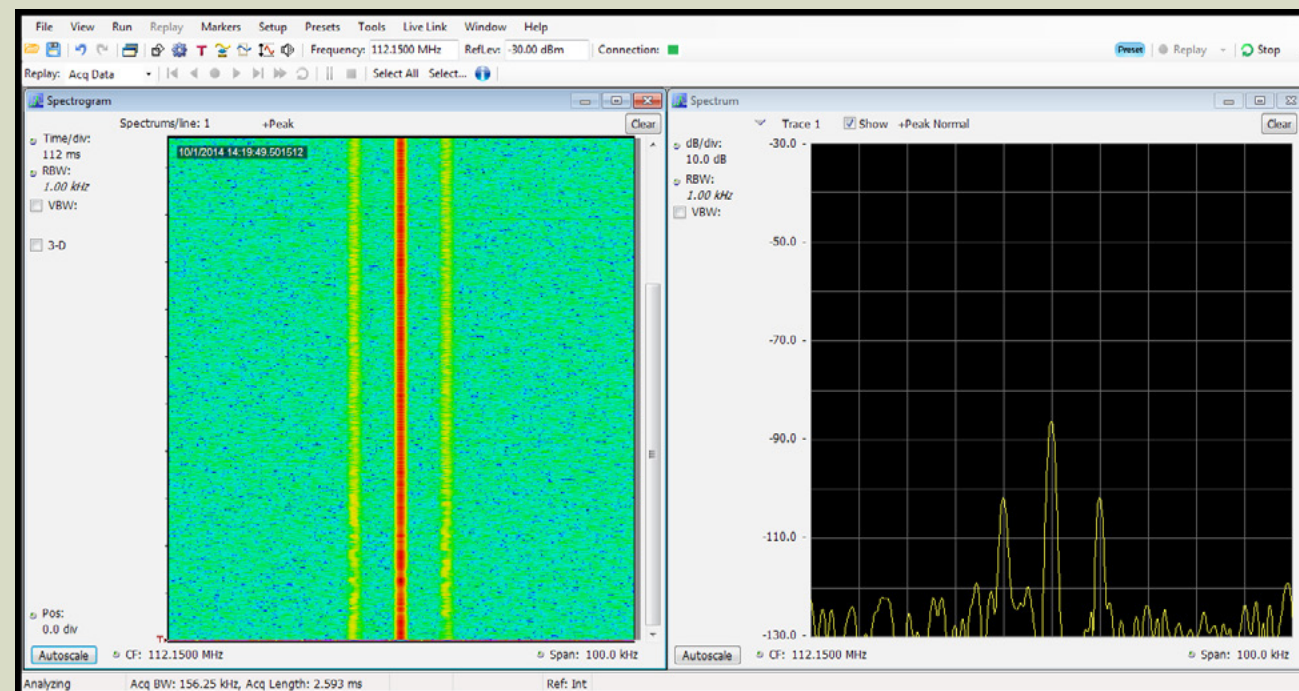 File View Run Replay Markers Setup Presets Tools Live Link Window Help
T Frequency: 112.1500 MHz RefLev: -30.00 dBm Connection: Preset Replay Stop
Replay: Acq Data Select All Select...
Spectrogram
Spectrums/line: 1 +Peak Clear
Time/div:
112 ms
RBW:
1.00 kHz
VBW:
3-D
10/1/2014 14:19:49.501512
Pos:
0.0 div
T
Autoscale CF: 112.1500 MHz Span: 100.0 kHz
Spectrum
Trace 1 Show +Peak Normal Clear
dB/div:
10.0 dB
RBW:
1.00 kHz
VBW:
-30.0
-50.0
-70.0
-90.0
-110.0
-130.0
Autoscale CF: 112.1500 MHz Span: 100.0 kHz
Analyzing Acq BW: 156.25 kHz, Acq Length: 2.593 ms Ref: Int